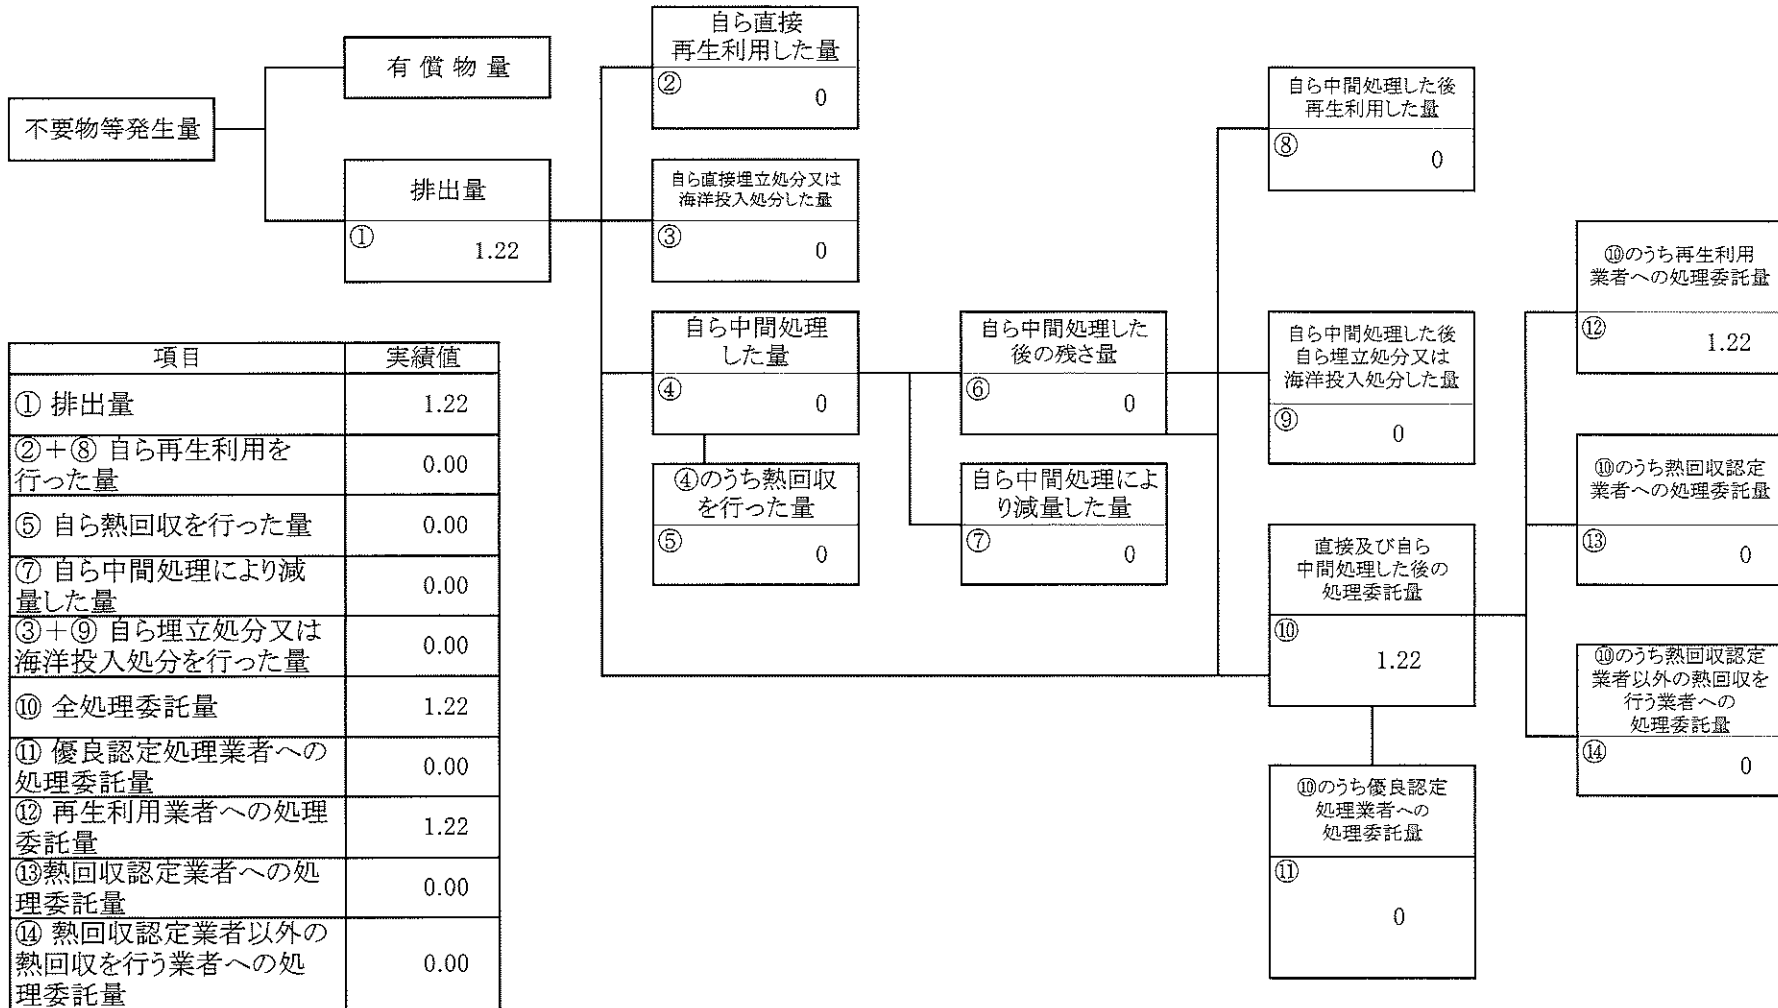 不要物等発生量
有償物量
排出量
①
1.22
自ら直接
再生利用した量
②
0
自ら直接埋立処分又は
海洋投入処分した量
③
0
自ら中間処理
した量
④
0
④のうち熱回収
を行った量
⑤
0
自ら中間処理した
後の残さ量
⑥
0
自ら中間処理によ
り減量した量
⑦
0
自ら中間処理した後
再生利用した量
⑧
0
自ら中間処理した後
自ら埋立処分又は
海洋投入処分した量
⑨
0
直接及び自ら
中間処理した後の
処理委託量
⑩
1.22
⑩のうち優良認定
処理業者への
処理委託量
⑪
0
⑩のうち再生利用
業者への処理委託量
⑫
1.22
⑩のうち熱回収認定
業者への処理委託量
⑬
0
⑩のうち熱回収認定
業者以外の熱回収を
行う業者への
処理委託量
⑭
0
項目 実績値
① 排出量 1.22
②+⑧ 自ら再生利用を
行った量 0.00
⑤ 自ら熱回収を行った量 0.00
⑦ 自ら中間処理により減
量した量 0.00
③+⑨ 自ら埋立処分又は
海洋投入処分を行った量 0.00
⑩ 全処理委託量 1.22
⑪ 優良認定処理業者への
処理委託量 0.00
⑫ 再生利用業者への処理
委託量 1.22
⑬熱回収認定業者への処
理委託量 0.00
⑭ 熱回収認定業者以外の
熱回収を行う業者への処
理委託量 0.00